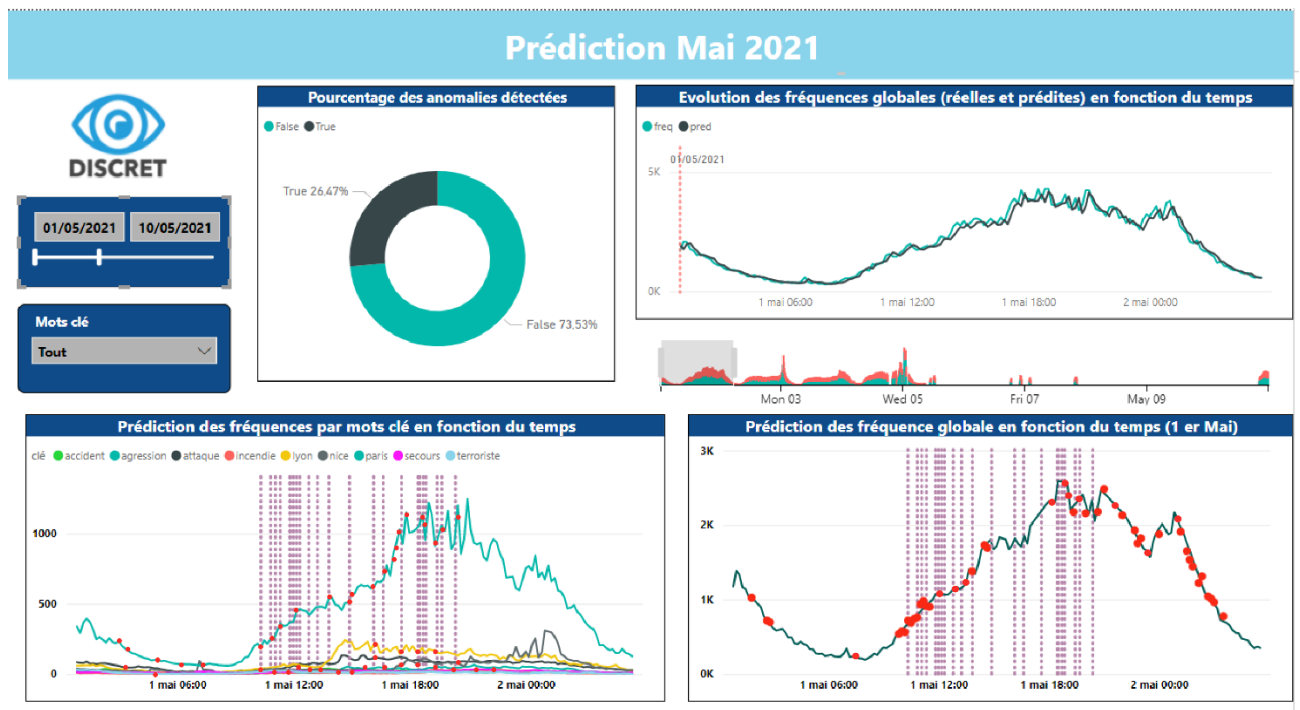 Prédiction Mai 2021
DISCRET
01/05/2021 10/05/2021
Mots clé
Tout
Pourcentage des anomalies détectées
False True
True 26,47%
False 73,53%
Evolution des fréquences globales (réelles et prédites) en fonction du temps
freq pred
01/05/2021
5K
0K
1 mai 06:00 1 mai 12:00 1 mai 18:00 2 mai 00:00
Mon 03 Wed 05 Fri 07 May 09
Prédiction des fréquences par mots clé en fonction du temps
clé accident agression attaque incendie lyon nice paris secours terroriste
1000
500
0
1 mai 06:00 1 mai 12:00 1 mai 18:00 2 mai 00:00
Prédiction des fréquence globale en fonction du temps (1 er Mai)
3K
2K
1K
0K
1 mai 06:00 1 mai 12:00 1 mai 18:00 2 mai 00:00